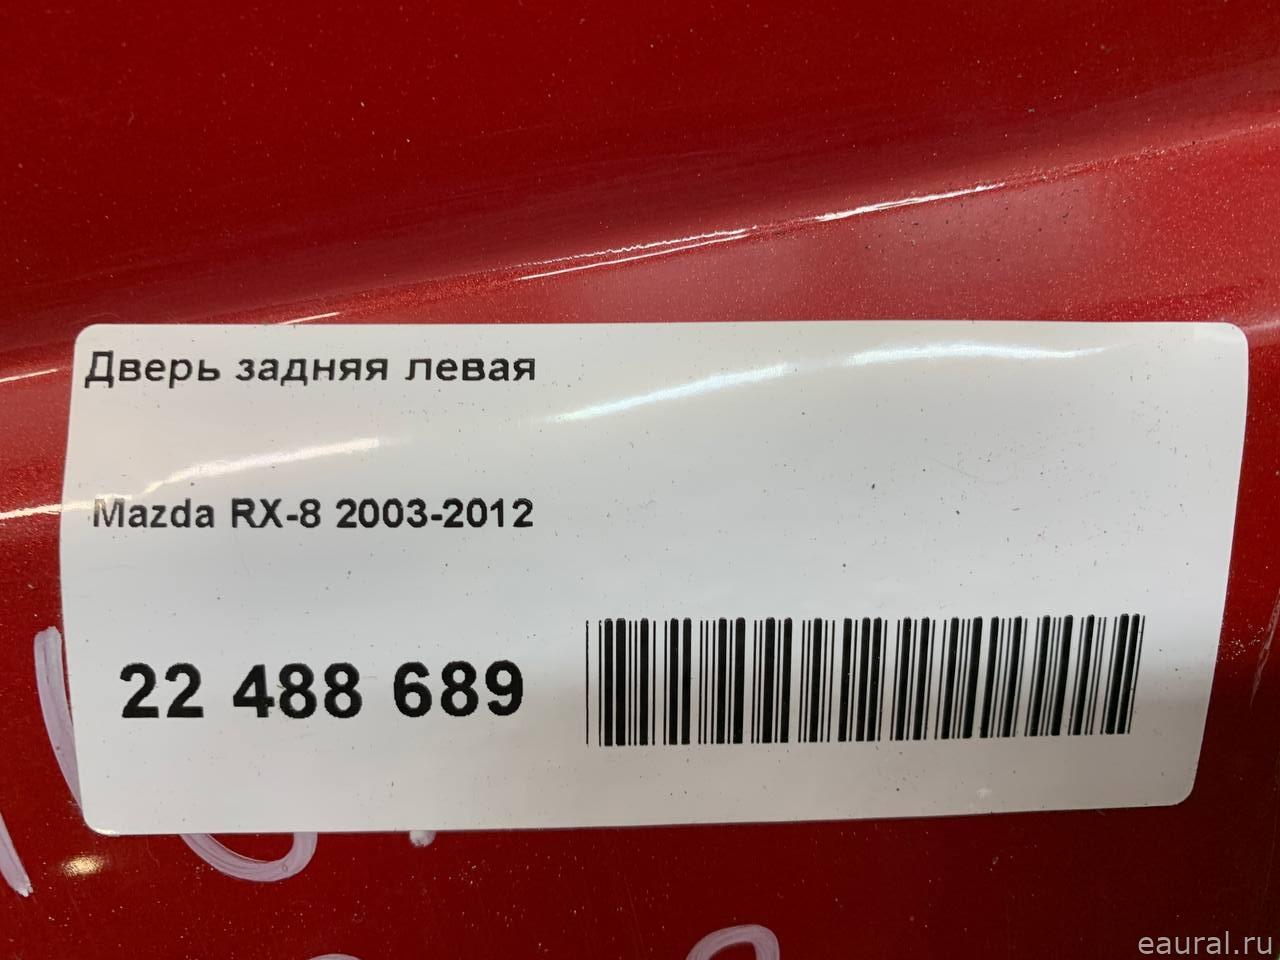 Дверь задняя левая
Mazda RX-8 2003-2012
22 488 689
eaural.ru